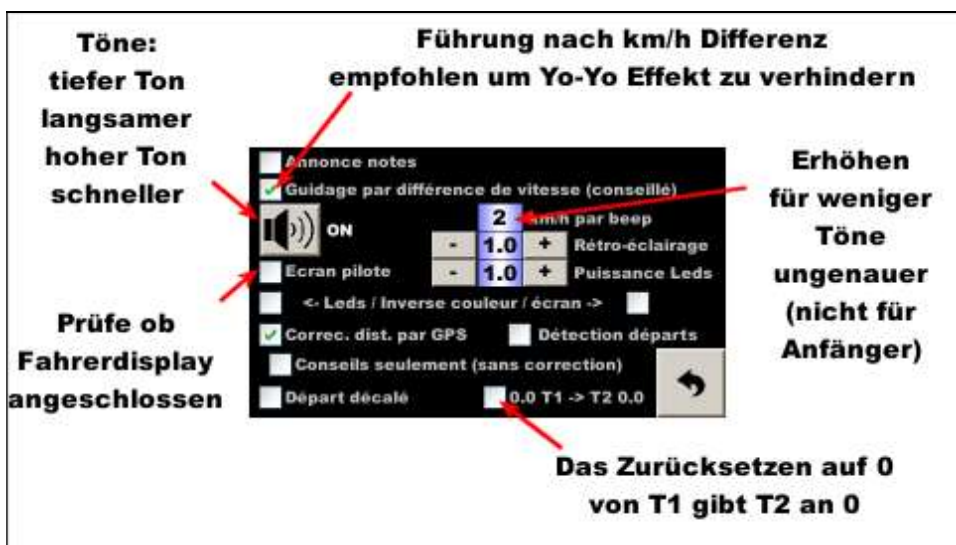 Töne:
tiefer Ton
langsamer
hoher Ton
schneller
Führung nach km/h Differenz
empfohlen um Yo-Yo Effekt zu verhindern
Annonce notes
Guidage par différence de vitesse (conseillé)
ON
2 km/h par beep
- 1.0 + Rétro-éclairage
Ecran pilote - 1.0 + Puissance Leds
<- Leds / Inverse couleur / écran ->
Correc. dist. par GPS Détection départs
Conseils seulement (sans correction)
Départ décalé 0.0 T1 -> T2 0.0
Erhöhen
für weniger
Töne
ungenauer
(nicht für
Anfänger)
Prüfe ob
Fahrerdisplay
angeschlossen
Das Zurücksetzen auf 0
von T1 gibt T2 an 0